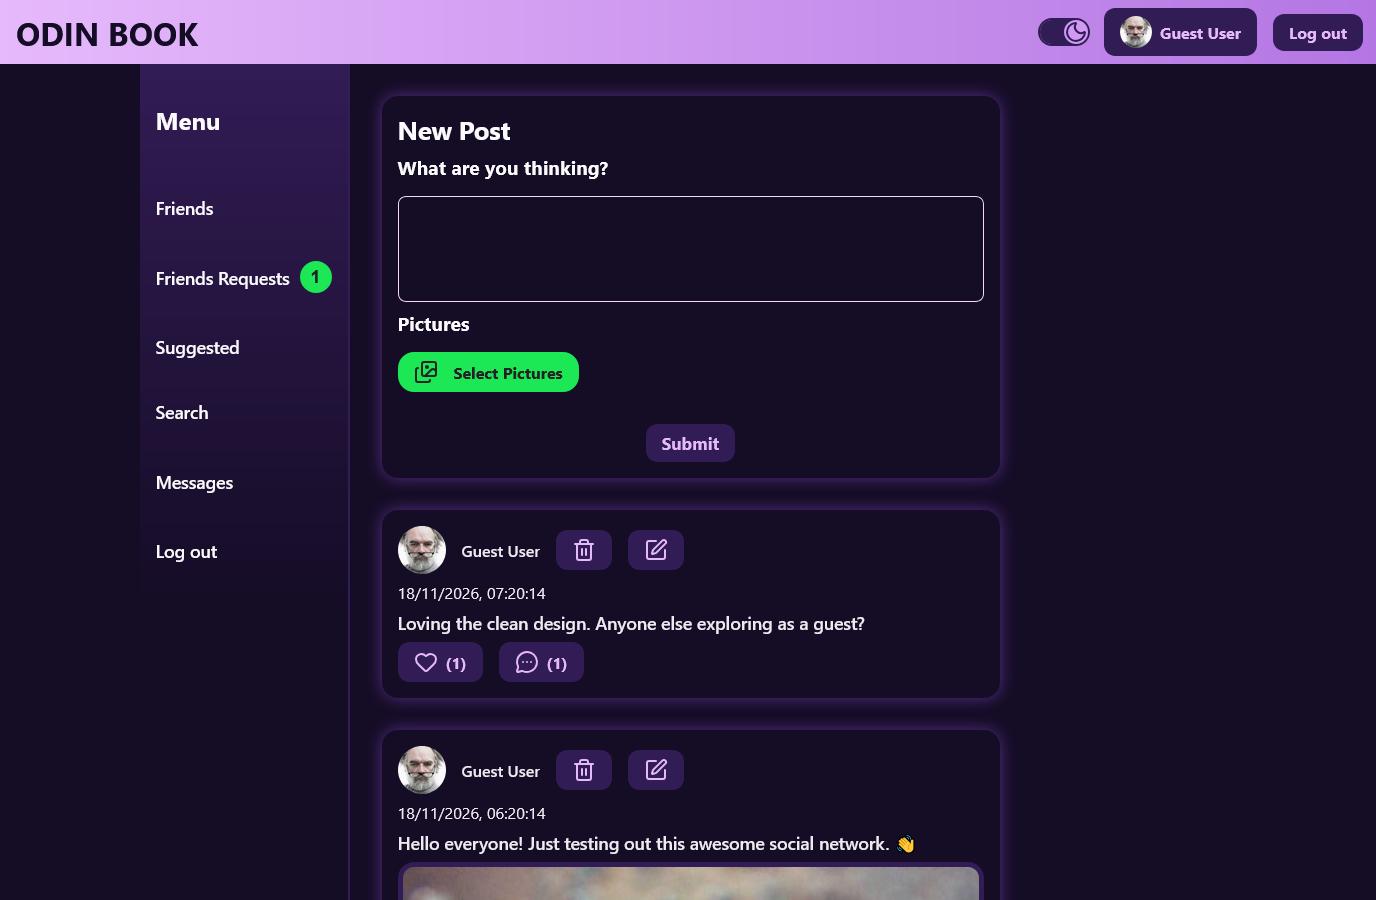 ODIN BOOK
Guest User
Log out
Menu
Friends
Friends Requests 1
Suggested
Search
Messages
Log out
New Post
What are you thinking?
Pictures
Select Pictures
Submit
Guest User
18/11/2026, 07:20:14
Loving the clean design. Anyone else exploring as a guest?
(1) (1)
Guest User
18/11/2026, 06:20:14
Hello everyone! Just testing out this awesome social network. 👋